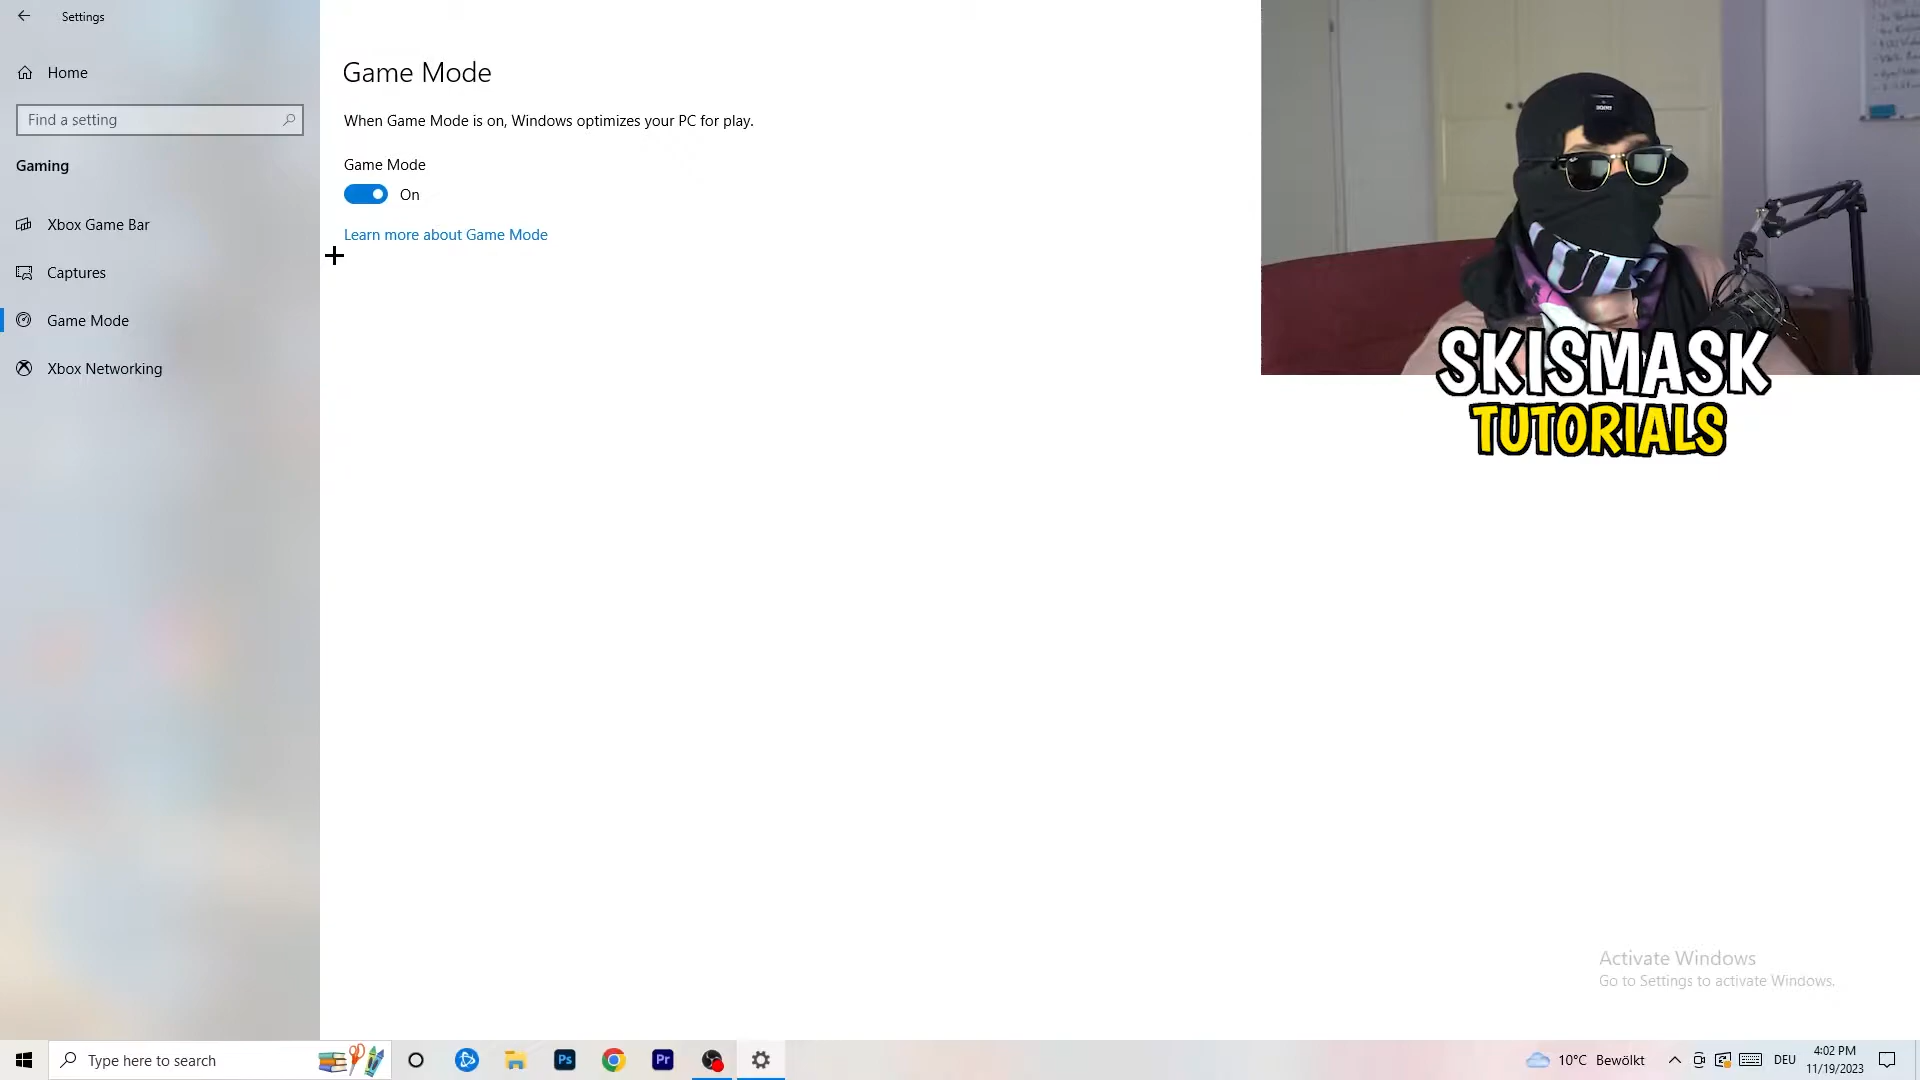 Settings
Home
Find a setting
Gaming
Xbox Game Bar
Captures
Game Mode
Xbox Networking
Game Mode
When Game Mode is on, Windows optimizes your PC for play.
Game Mode
On
Learn more about Game Mode
SKISMASK
TUTORIALS
Activate Windows
Go to Settings to activate Windows.
Type here to search
Ps
Pr
10°C Bewölkt
DEU
4:02 PM
11/19/2023